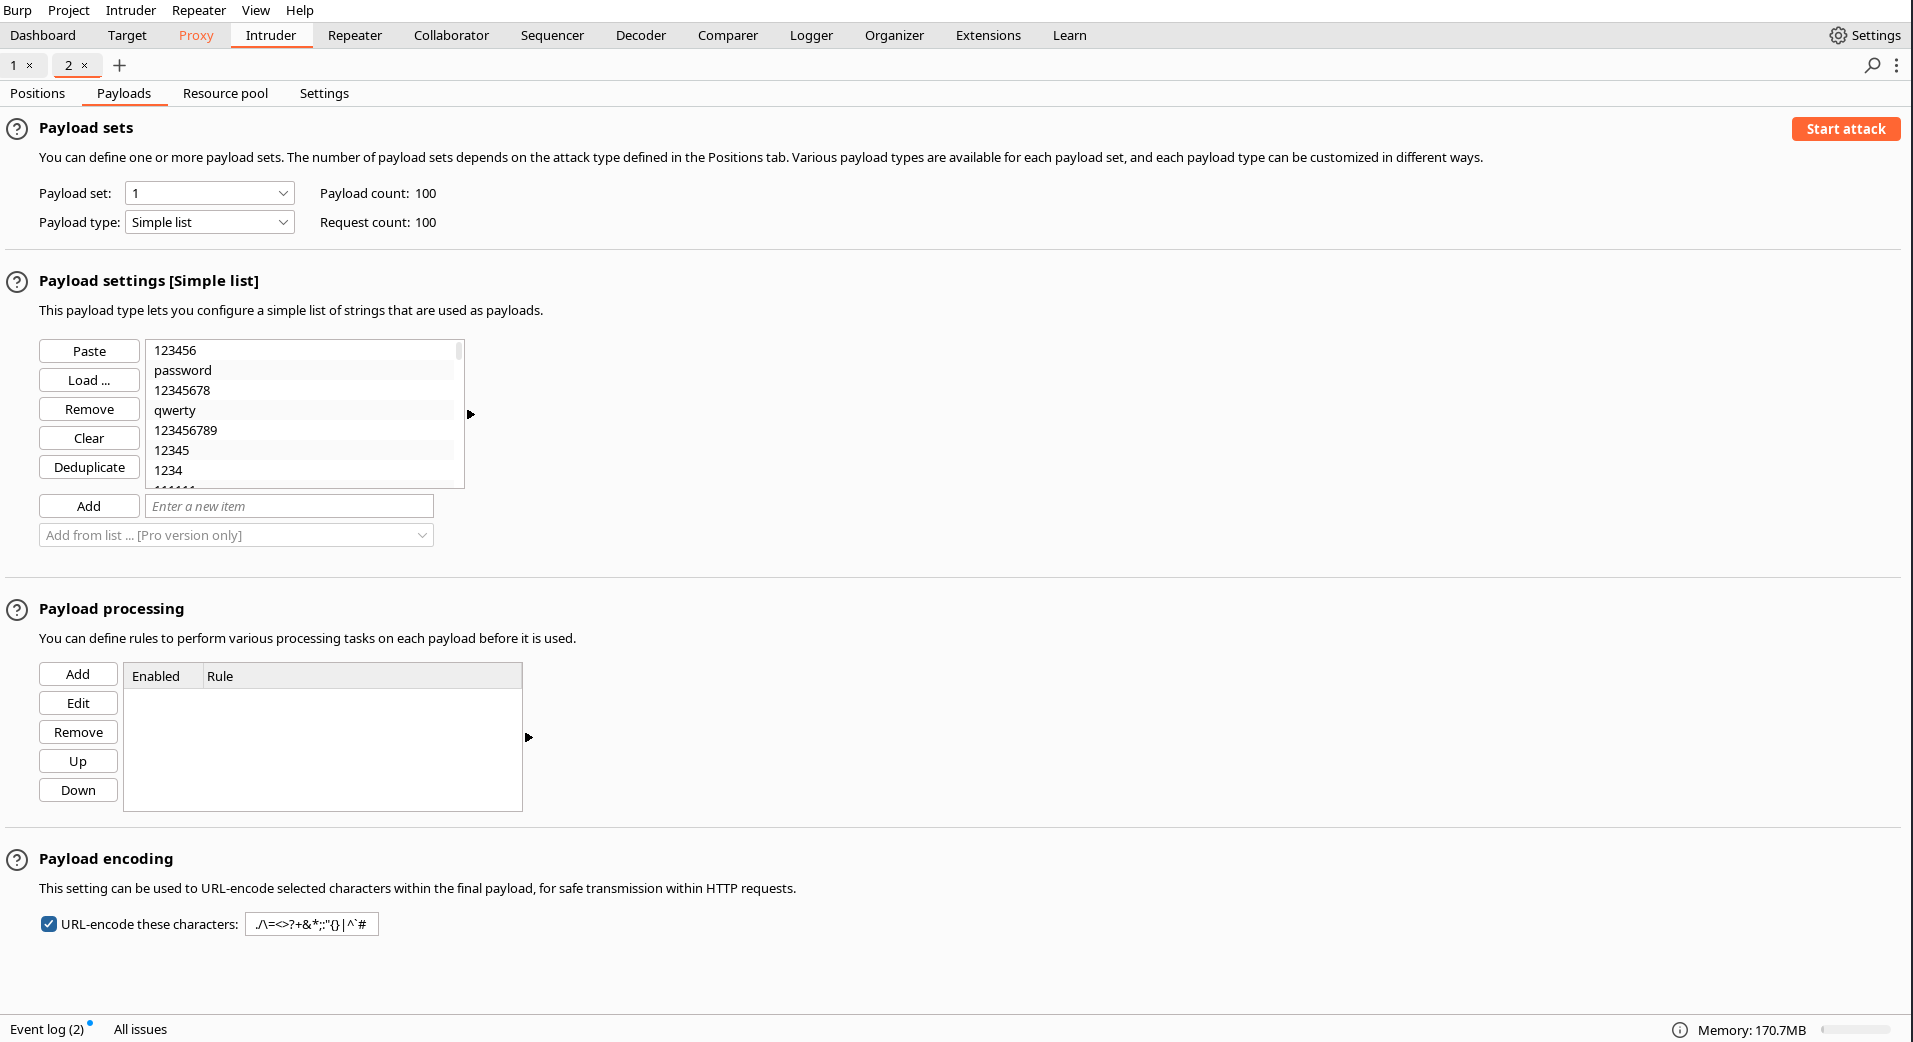 Burp Project Intruder Repeater View Help
Dashboard Target Proxy Intruder Repeater Collaborator Sequencer Decoder Comparer Logger Organizer Extensions Learn Settings
1 × 2 × +
Positions Payloads Resource pool Settings
? Payload sets Start attack
You can define one or more payload sets. The number of payload sets depends on the attack type defined in the Positions tab. Various payload types are available for each payload set, and each payload type can be customized in different ways.
Payload set: 1 Payload count: 100
Payload type: Simple list Request count: 100
? Payload settings [Simple list]
This payload type lets you configure a simple list of strings that are used as payloads.
Paste 123456
Load ... password
12345678
Remove qwerty
Clear 123456789
Deduplicate 12345
1234
111111
Add Enter a new item
Add from list ... [Pro version only]
? Payload processing
You can define rules to perform various processing tasks on each payload before it is used.
Add Enabled Rule
Edit
Remove
Up
Down
? Payload encoding
This setting can be used to URL-encode selected characters within the final payload, for safe transmission within HTTP requests.
URL-encode these characters: ./\=<>?+&*;:"{}|^`#
Event log (2) All issues Memory: 170.7MB